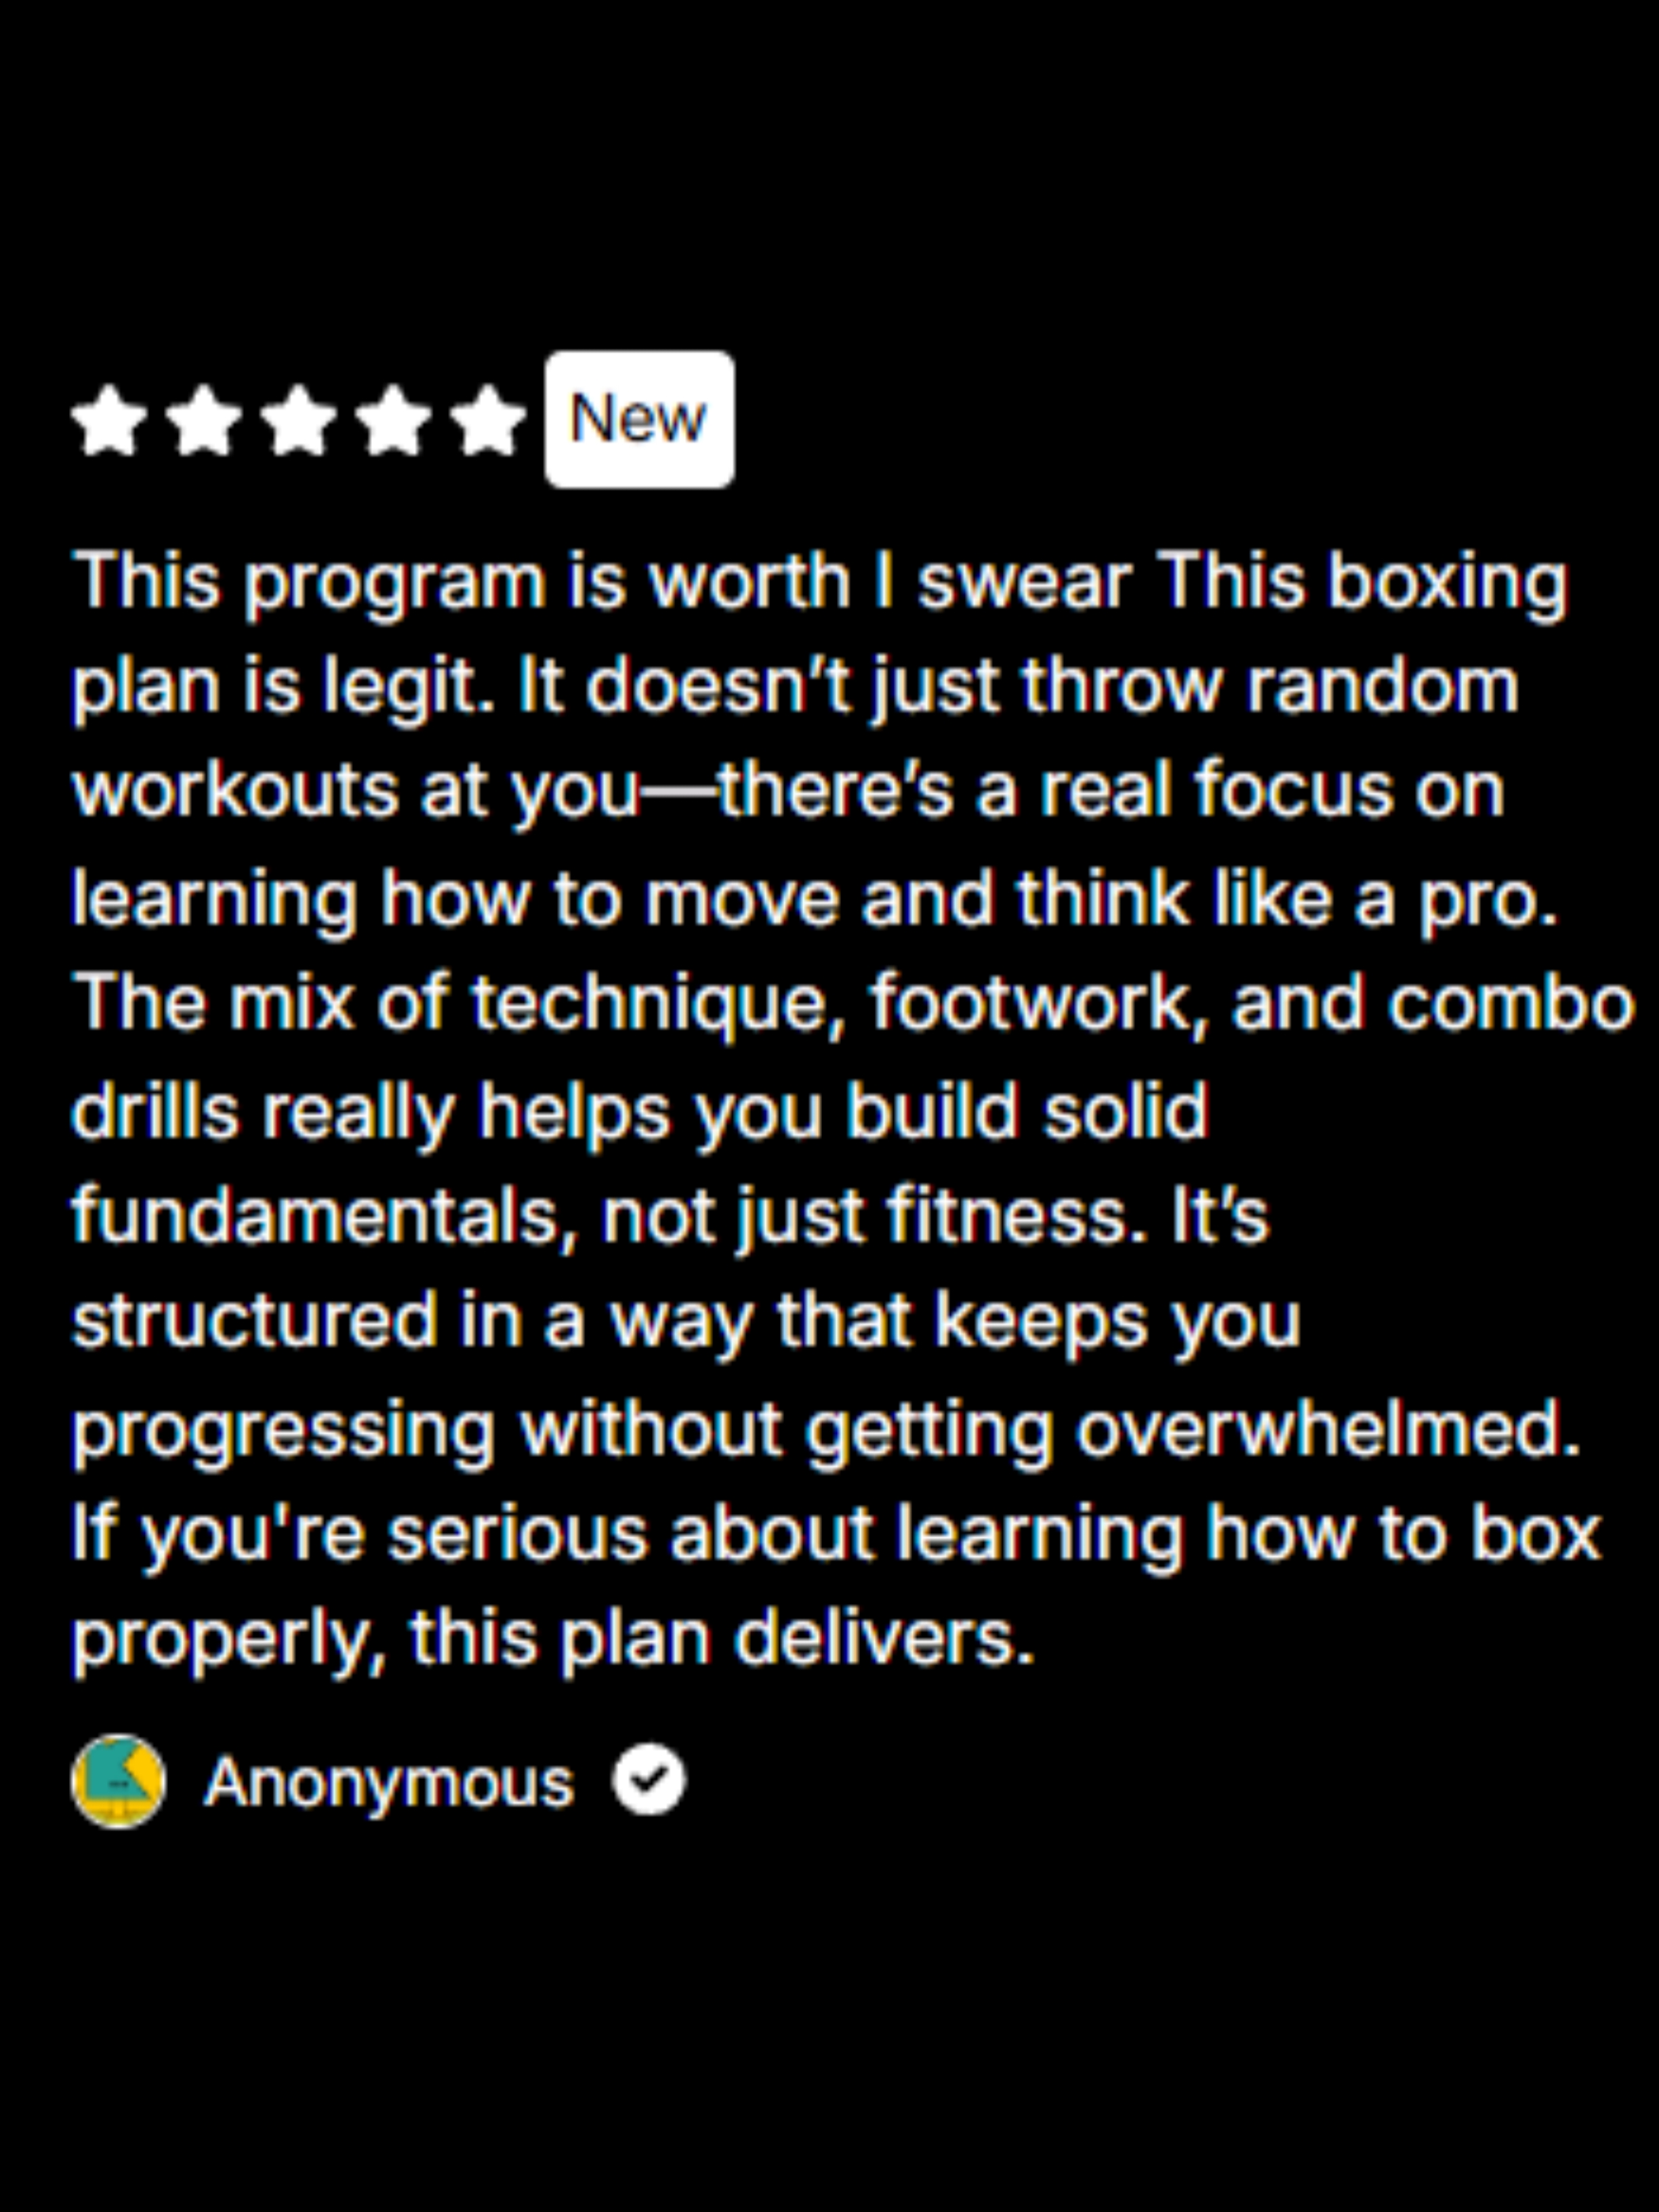 New
This program is worth I swear This boxing
plan is legit. It doesn’t just throw random
workouts at you—there’s a real focus on
learning how to move and think like a pro.
The mix of technique, footwork, and combo
drills really helps you build solid
fundamentals, not just fitness. It’s
structured in a way that keeps you
progressing without getting overwhelmed.
If you're serious about learning how to box
properly, this plan delivers.
Anonymous